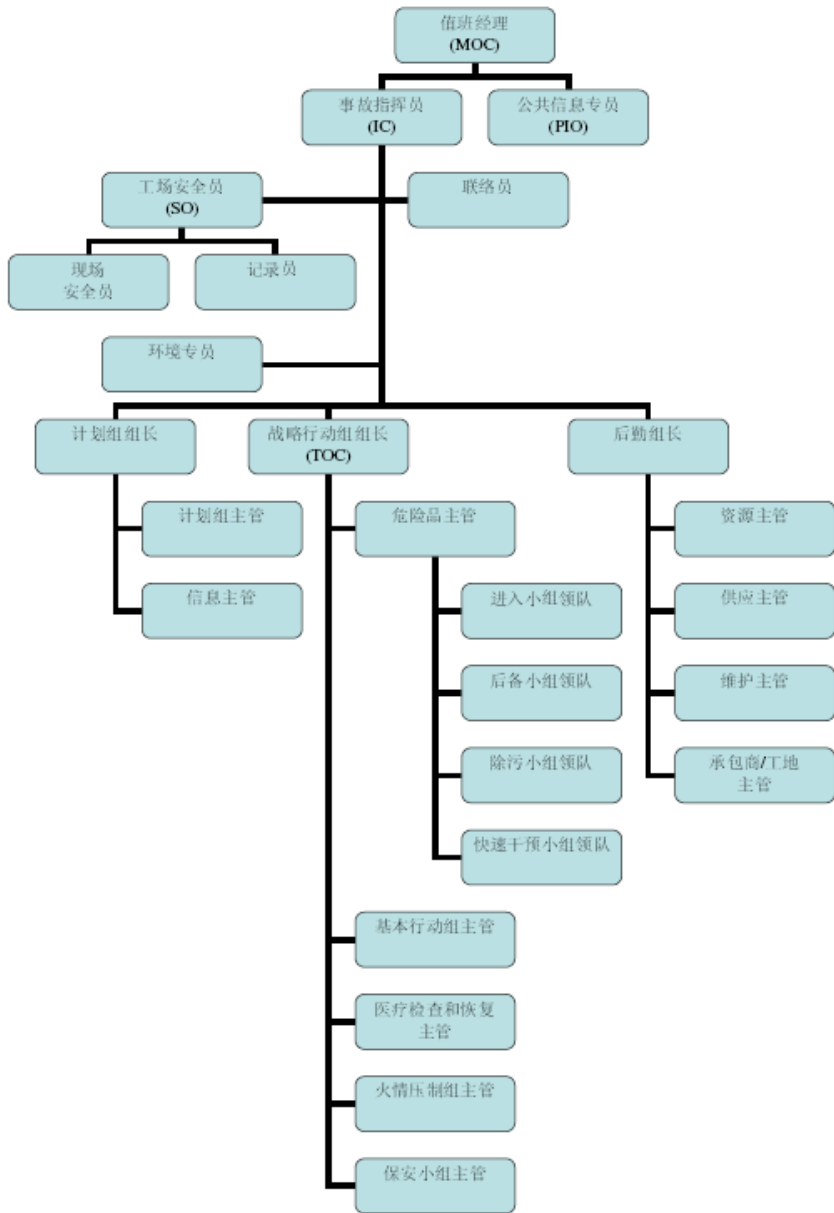 值班经理
(MOC)
事故指挥员
(IC)
公共信息专员
(PIO)
工场安全员
(SO)
联络员
现场
安全员
记录员
环境专员
计划组组长
战略行动组组长
(TOC)
后勤组长
计划组主管
危险品主管
资源主管
信息主管
进入小组领队
供应主管
后备小组领队
维护主管
除污小组领队
承包商/工地
主管
快速干预小组领队
基本行动组主管
医疗检查和恢复
主管
火情压制组主管
保安小组主管